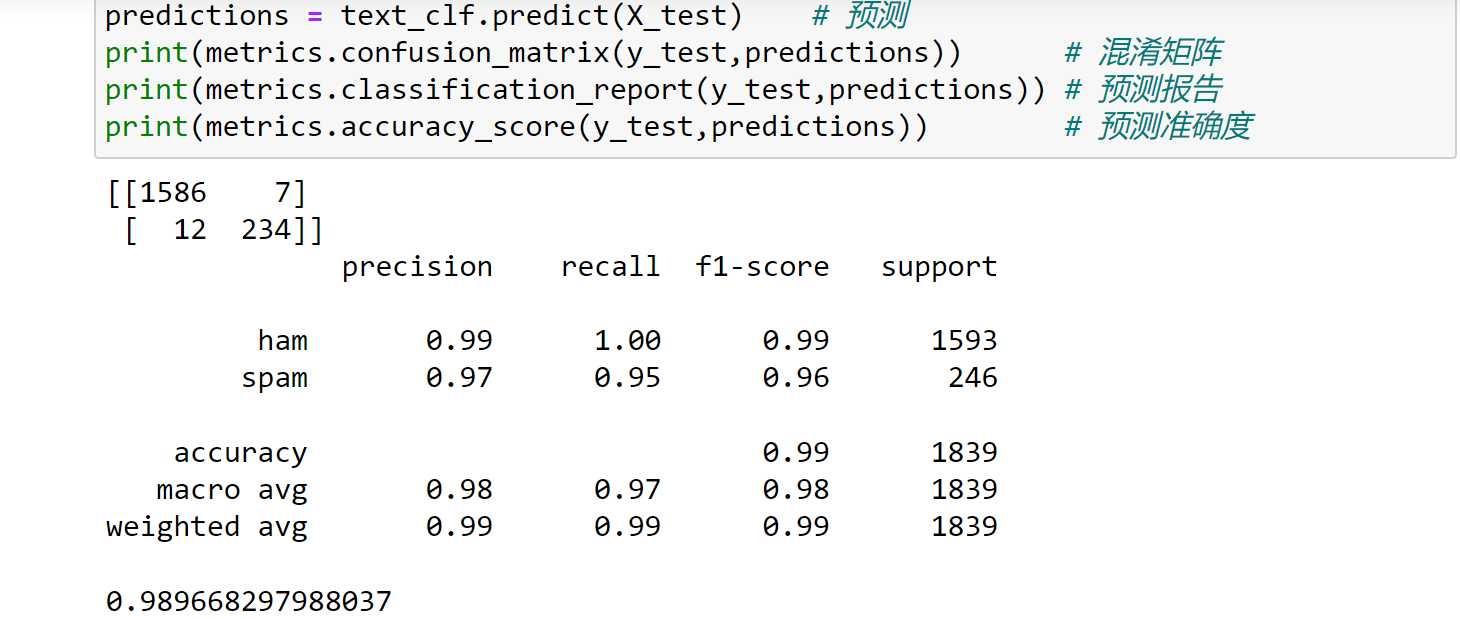 predictions = text_clf.predict(X_test)    # 预测
print(metrics.confusion_matrix(y_test,predictions))      # 混淆矩阵
print(metrics.classification_report(y_test,predictions)) # 预测报告
print(metrics.accuracy_score(y_test,predictions))        # 预测准确度
[[1586    7]
 [  12  234]]
              precision    recall  f1-score   support
         ham       0.99      1.00      0.99      1593
        spam       0.97      0.95      0.96       246
    accuracy                           0.99      1839
   macro avg       0.98      0.97      0.98      1839
weighted avg       0.99      0.99      0.99      1839
0.989668297988037